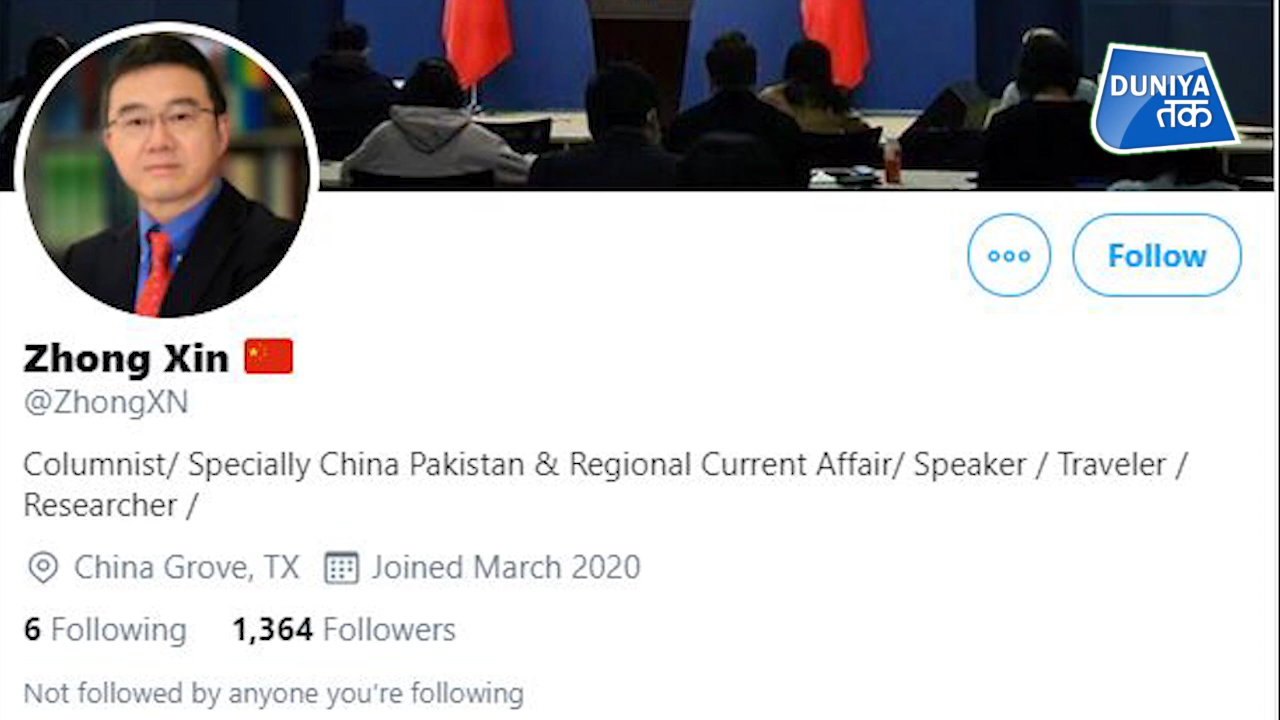 DUNIYA
तक
Follow
Zhong Xin
@ZhongXN
Columnist/ Specially China Pakistan & Regional Current Affair/ Speaker / Traveler /
Researcher /
China Grove, TX Joined March 2020
6 Following 1,364 Followers
Not followed by anyone you're following